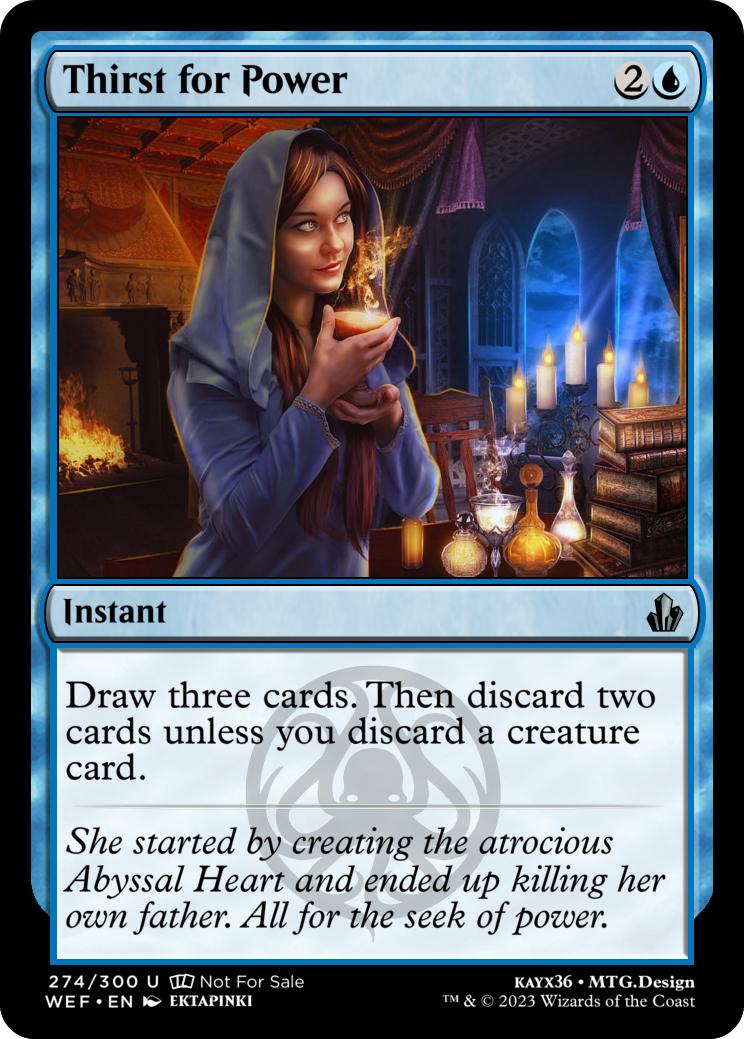 Thirst for Power 2
Instant
Draw three cards. Then discard two
cards unless you discard a creature
card.
She started by creating the atrocious
Abyssal Heart and ended up killing her
own father. All for the seek of power.
274/300 U Not For Sale
WEF • EN EKTAPINKI
KAYX36 • MTG.Design
™ & © 2023 Wizards of the Coast